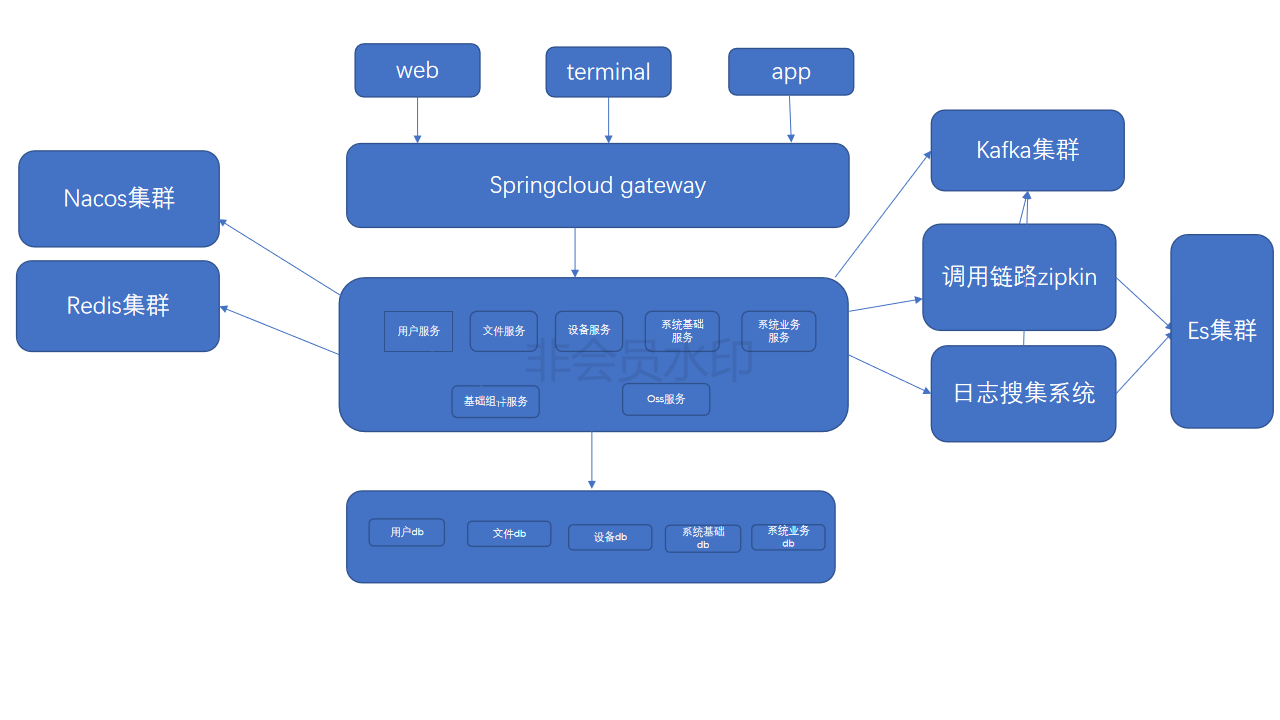 web
terminal
app
Springcloud gateway
Nacos集群
Redis集群
Kafka集群
调用链路zipkin
日志搜集系统
Es集群
用户服务
文件服务
设备服务
系统基础
服务
系统业务
服务
非会员水印
基础组计服务
Oss服务
用户db
文件db
设备db
系统基础
db
系统业务
db